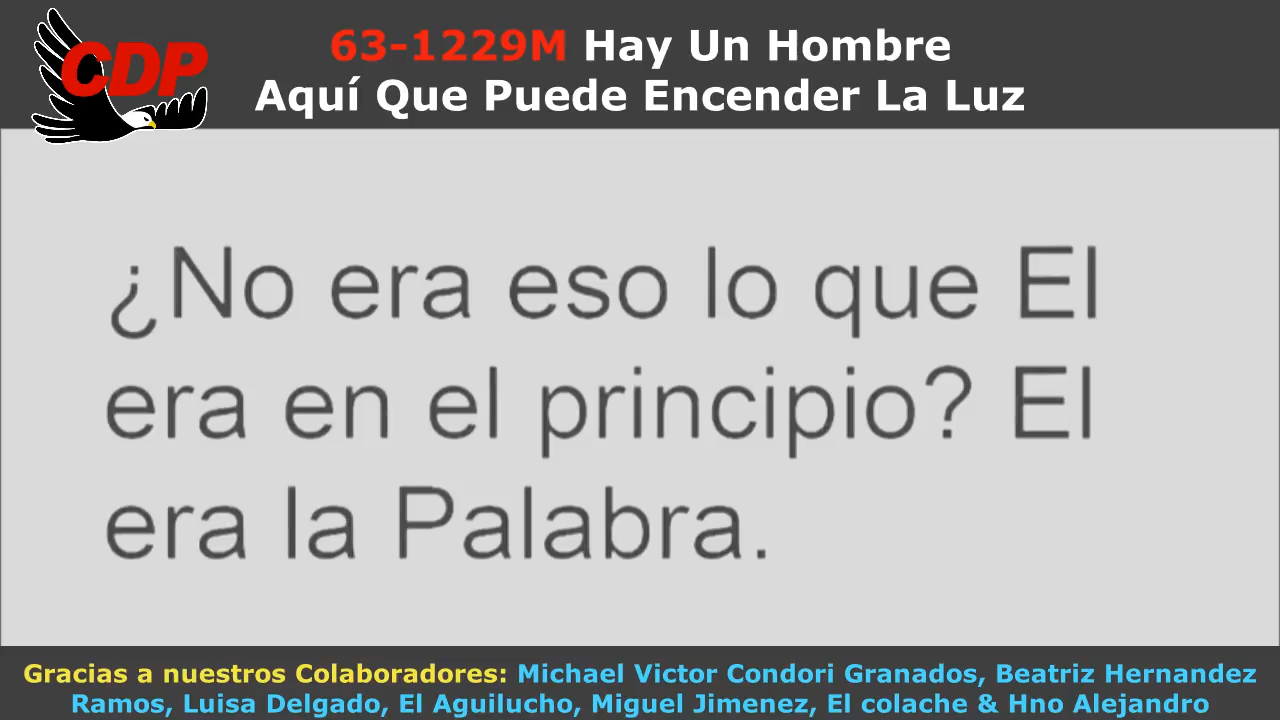 CDP
63-1229M Hay Un Hombre
Aquí Que Puede Encender La Luz
¿No era eso lo que El
era en el principio? El
era la Palabra.
Gracias a nuestros Colaboradores: Michael Victor Condori Granados, Beatriz Hernandez
Ramos, Luisa Delgado, El Aguilucho, Miguel Jimenez, El colache & Hno Alejandro